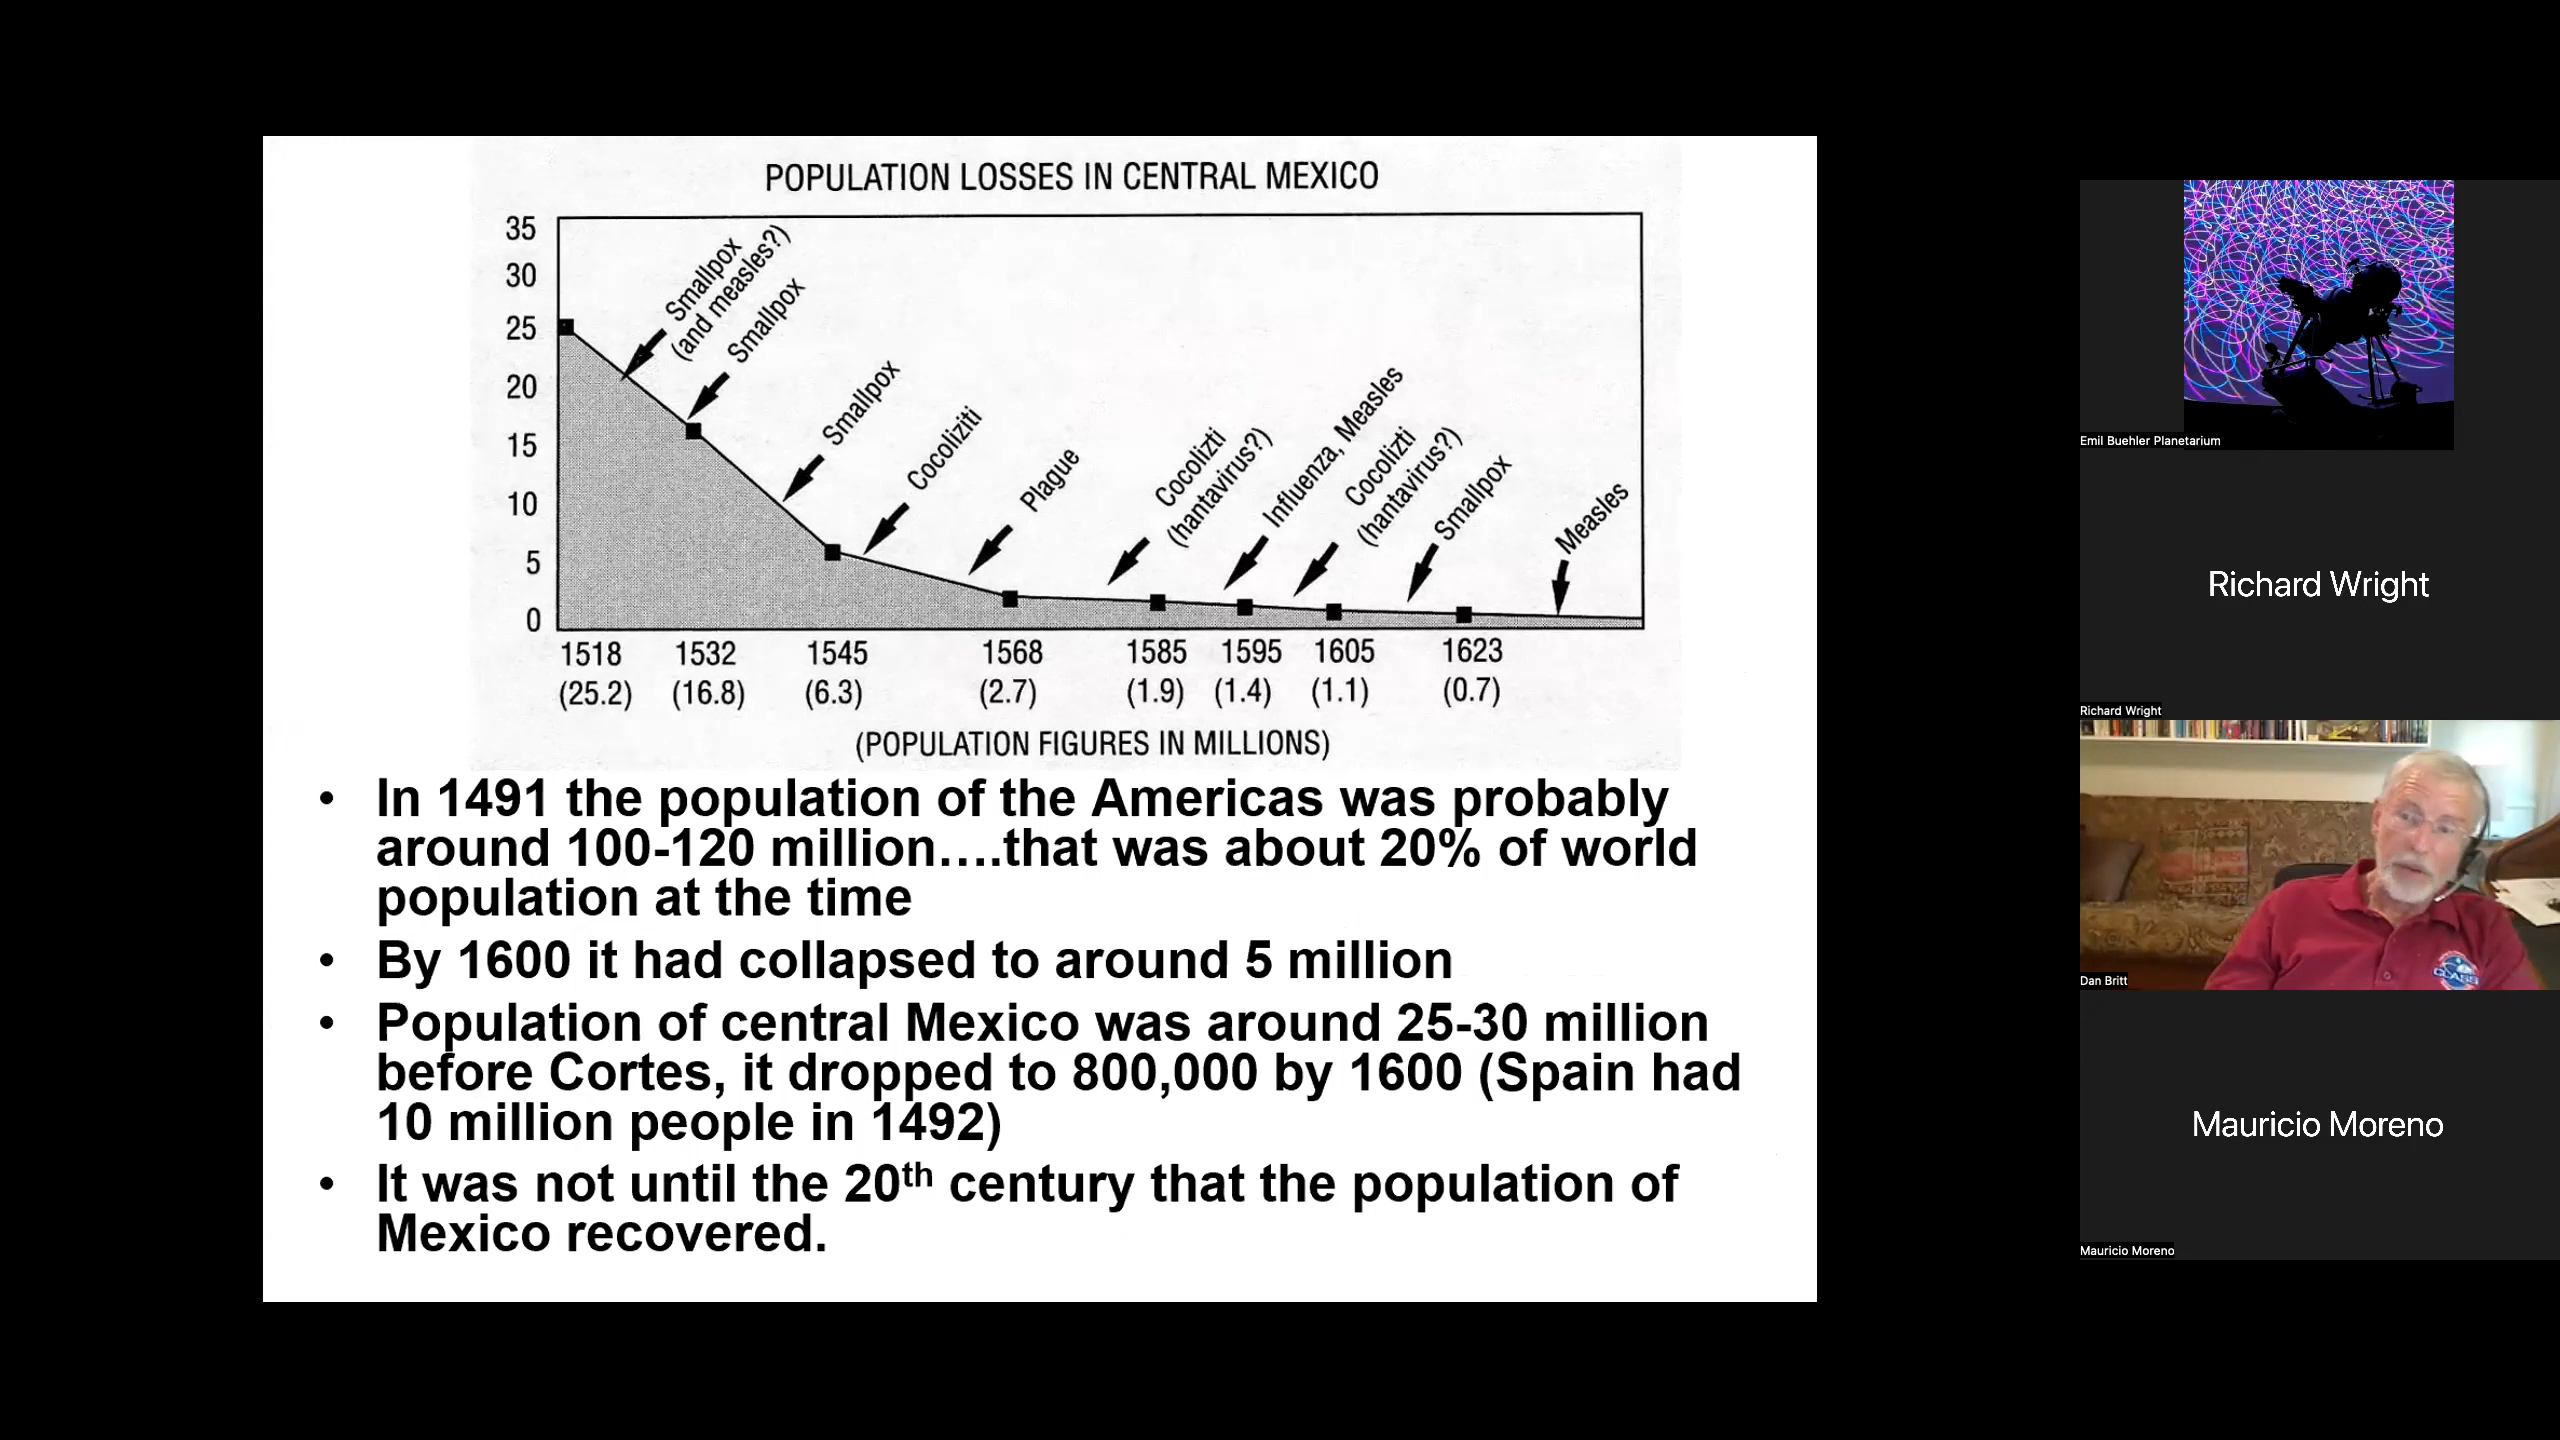 POPULATION LOSSES IN CENTRAL MEXICO
35
30
25
20
15
10
5
0
Smallpox
(and measles?)
Smallpox
Smallpox
Cocoliziti
Plague
Cocolizti
(hantavirus?)
Influenza, Measles
Cocolizti
(hantavirus?)
Smallpox
Measles
1518 1532 1545 1568 1585 1595 1605 1623
(25.2) (16.8) (6.3) (2.7) (1.9) (1.4) (1.1) (0.7)
(POPULATION FIGURES IN MILLIONS)
• In 1491 the population of the Americas was probably
around 100-120 million….that was about 20% of world
population at the time
• By 1600 it had collapsed to around 5 million
• Population of central Mexico was around 25-30 million
before Cortes, it dropped to 800,000 by 1600 (Spain had
10 million people in 1492)
• It was not until the 20th century that the population of
Mexico recovered.
Emil Buehler Planetarium
Richard Wright
Richard Wright
CLASS
Dan Britt
Mauricio Moreno
Mauricio Moreno